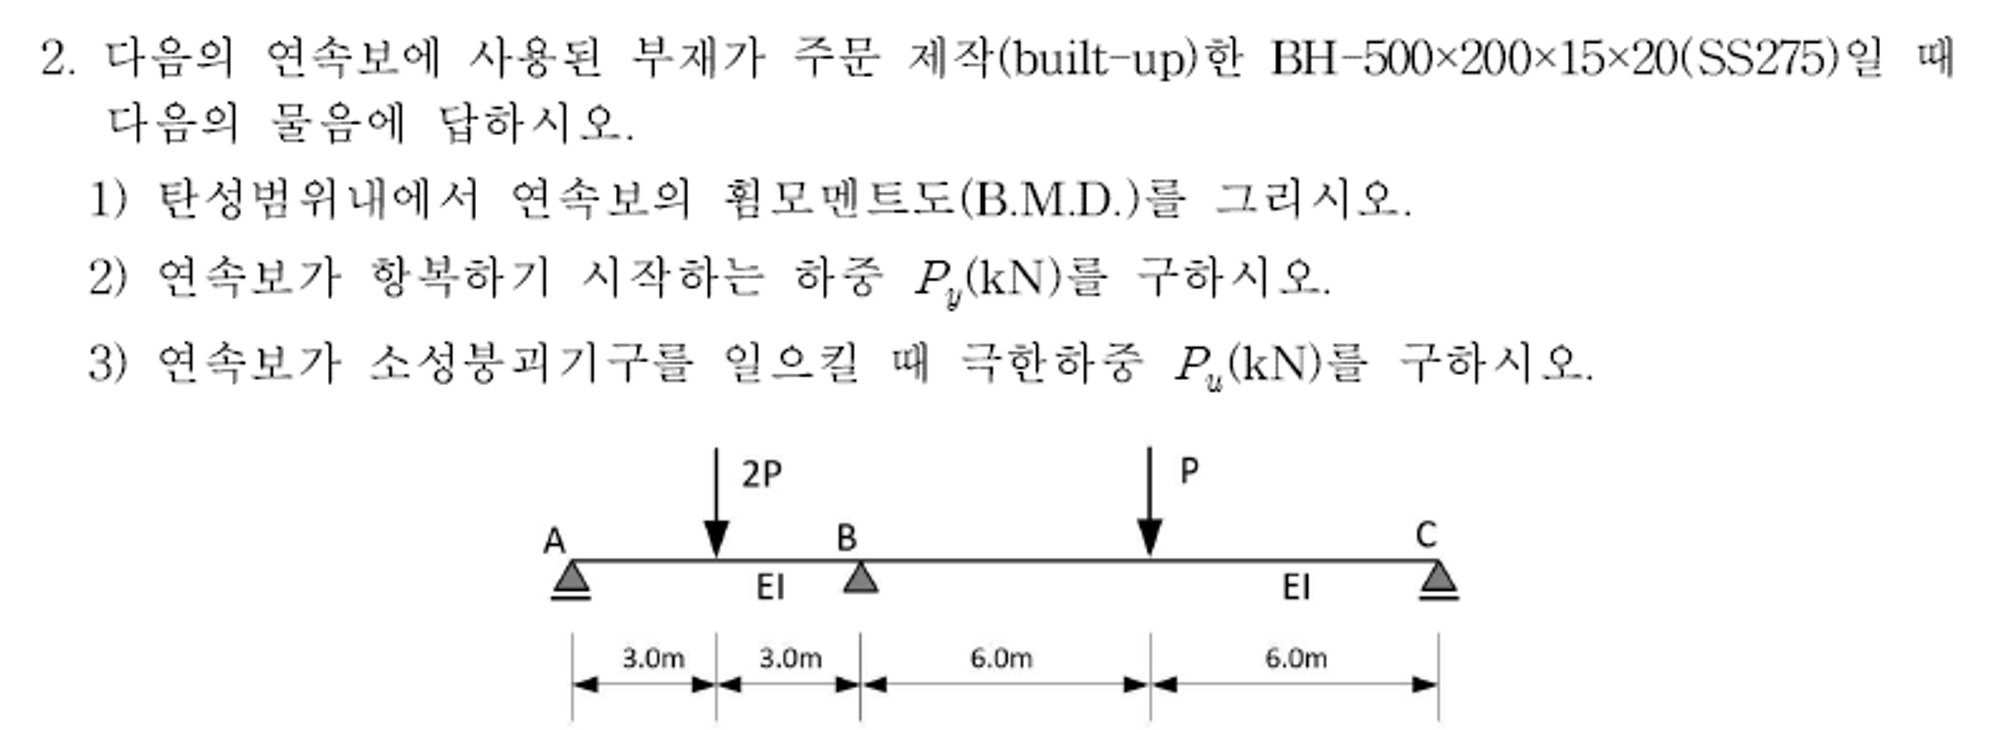 2. 다음의 연속보에 사용된 부재가 주문 제작(built-up)한 BH-500×200×15×20(SS275)일 때
다음의 물음에 답하시오.
1) 탄성범위내에서 연속보의 휨모멘트도(B.M.D.)를 그리시오.
2) 연속보가 항복하기 시작하는 하중 Py(kN)를 구하시오.
3) 연속보가 소성붕괴기구를 일으킬 때 극한하중 Pu(kN)를 구하시오.
2P P
A B C
EI EI
3.0m 3.0m 6.0m 6.0m